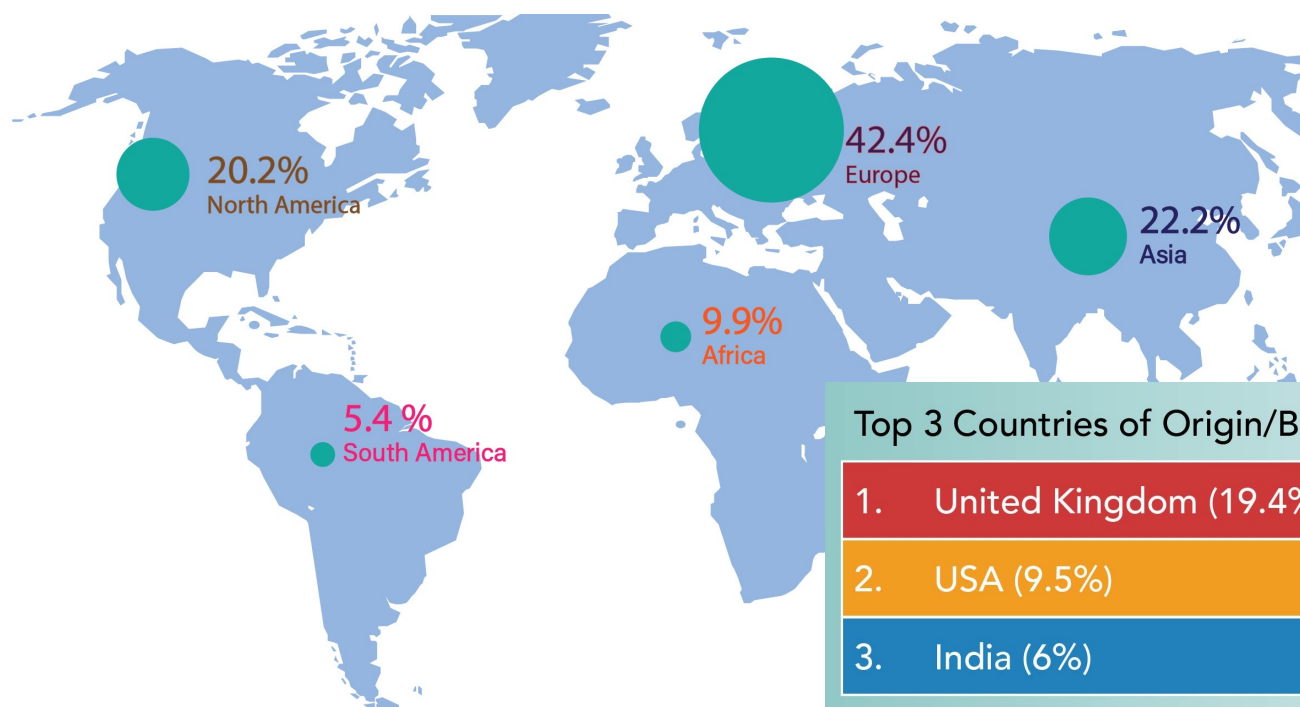 42.4%
Europe
20.2%
North America
22.2%
Asia
9.9%
Africa
5.4 %
South America
Top 3 Countries of Origin/B
1. United Kingdom (19.4%
2. USA (9.5%)
3. India (6%)